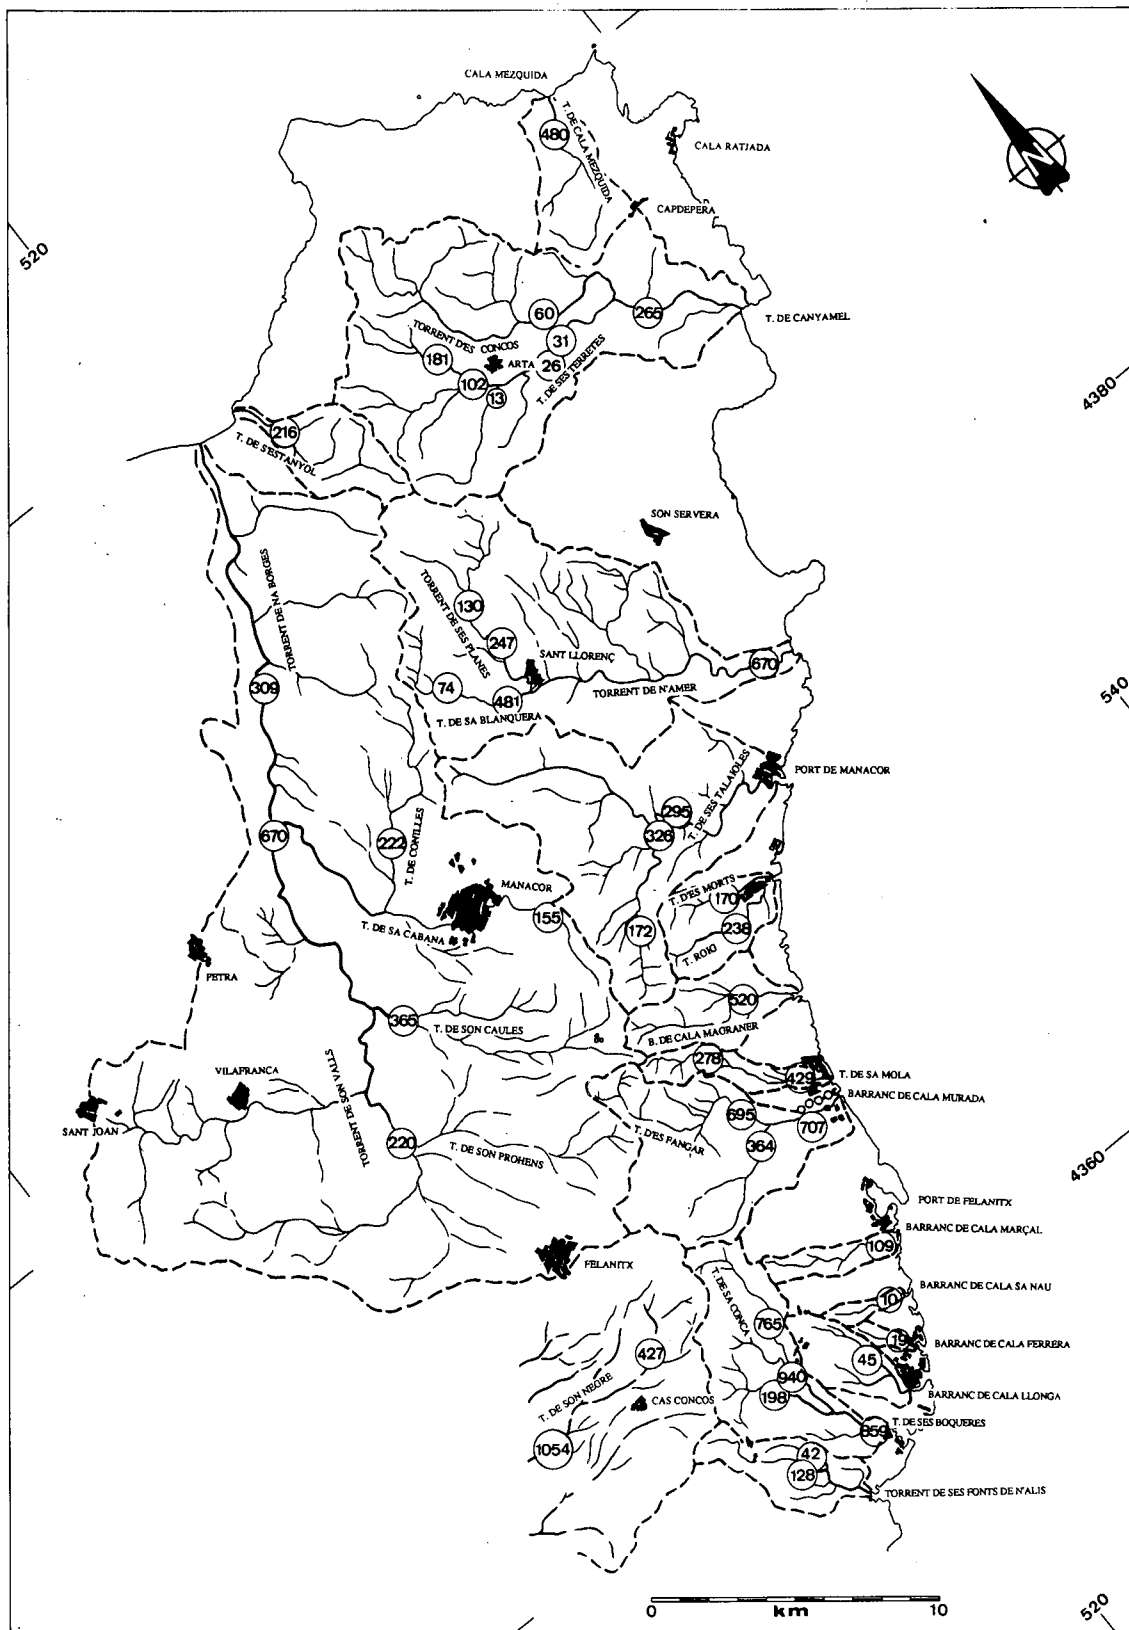 CALA MEZQUIDA
T. DE CALA MEZQUIDA
480
CALA RATJADA
CAPDEPERA
N
520
60
265
T. DE CANYAMEL
TORRENT D'ES CONCOS
31
181
ARTA
26
T. DE SES TERRETES
102
13
4380
216
T. DE S'ESTANYOL
SON SERVERA
TORRENT DE NA BORGES
TORRENT DE SES PLANES
130
247
SANT LLORENÇ
670
309
74
481
TORRENT DE N'AMER
T. DE SA BLANQUERA
540
PORT DE MANACOR
T. DE SES TALAIOLES
295
326
670
222
T. DE CONILLES
MANACOR
T. D'ES MORTS
170
155
172
238
T. DE SA CABANA
T. ROIG
PETRA
520
365
T. DE SON CAULES
B. DE CALA MAGRANER
278
VILAFRANCA
429
T. DE SA MOLA
BARRANC DE CALA MURADA
SANT JOAN
TORRENT DE SON VALLS
695
707
T. D'ES FANGAR
364
220
T. DE SON PROHENS
4360
PORT DE FELANITX
BARRANC DE CALA MARÇAL
109
FELANITX
T. DE SA CONCA
BARRANC DE CALA SA NAU
10
765
19
BARRANC DE CALA FERRERA
427
45
940
T. DE SON NEGRE
198
BARRANC DE CALA LLONGA
CAS CONCOS
T. DE SES BOQUERES
859
1054
42
128
TORRENT DE SES FONTS DE N'ALIS
0
km
10
520